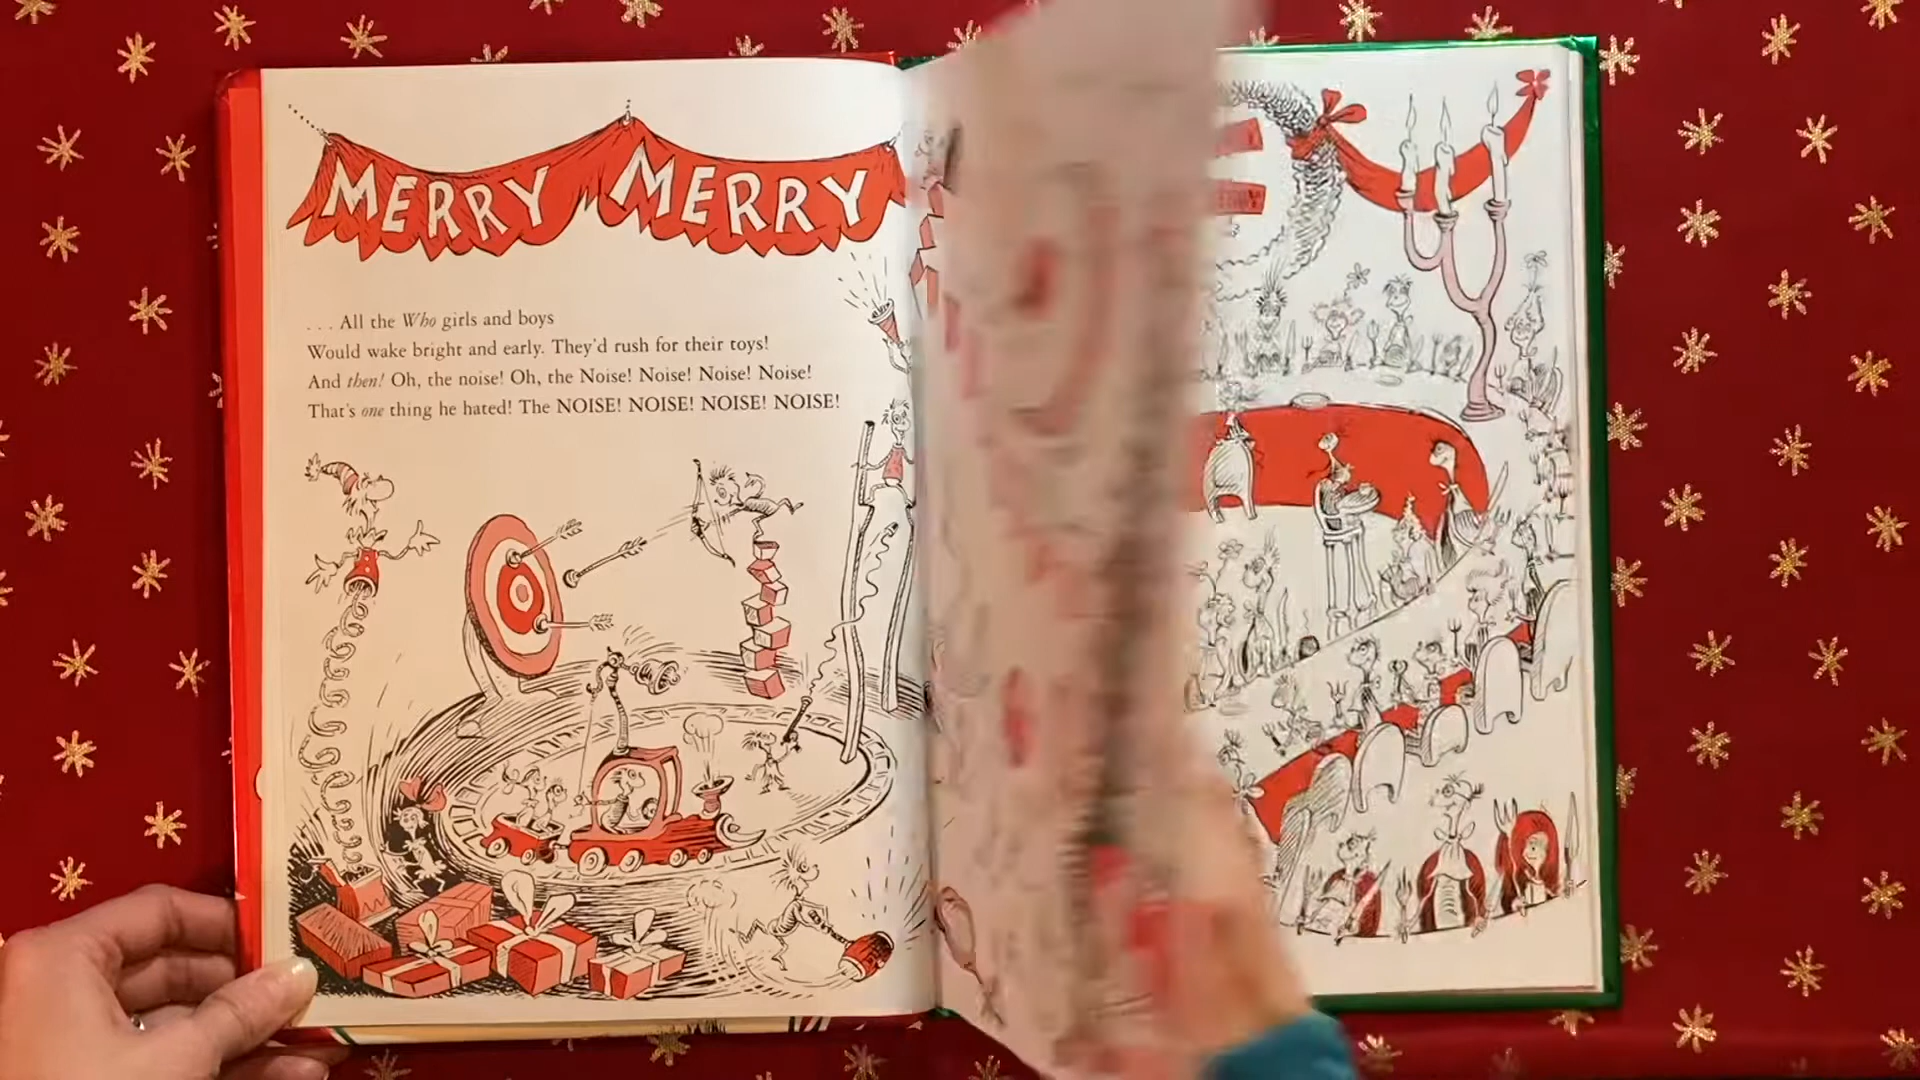 MERRY MERRY
. . . All the Who girls and boys
Would wake bright and early. They'd rush for their toys!
And then! Oh, the noise! Oh, the Noise! Noise! Noise! Noise!
That's one thing he hated! The NOISE! NOISE! NOISE! NOISE!